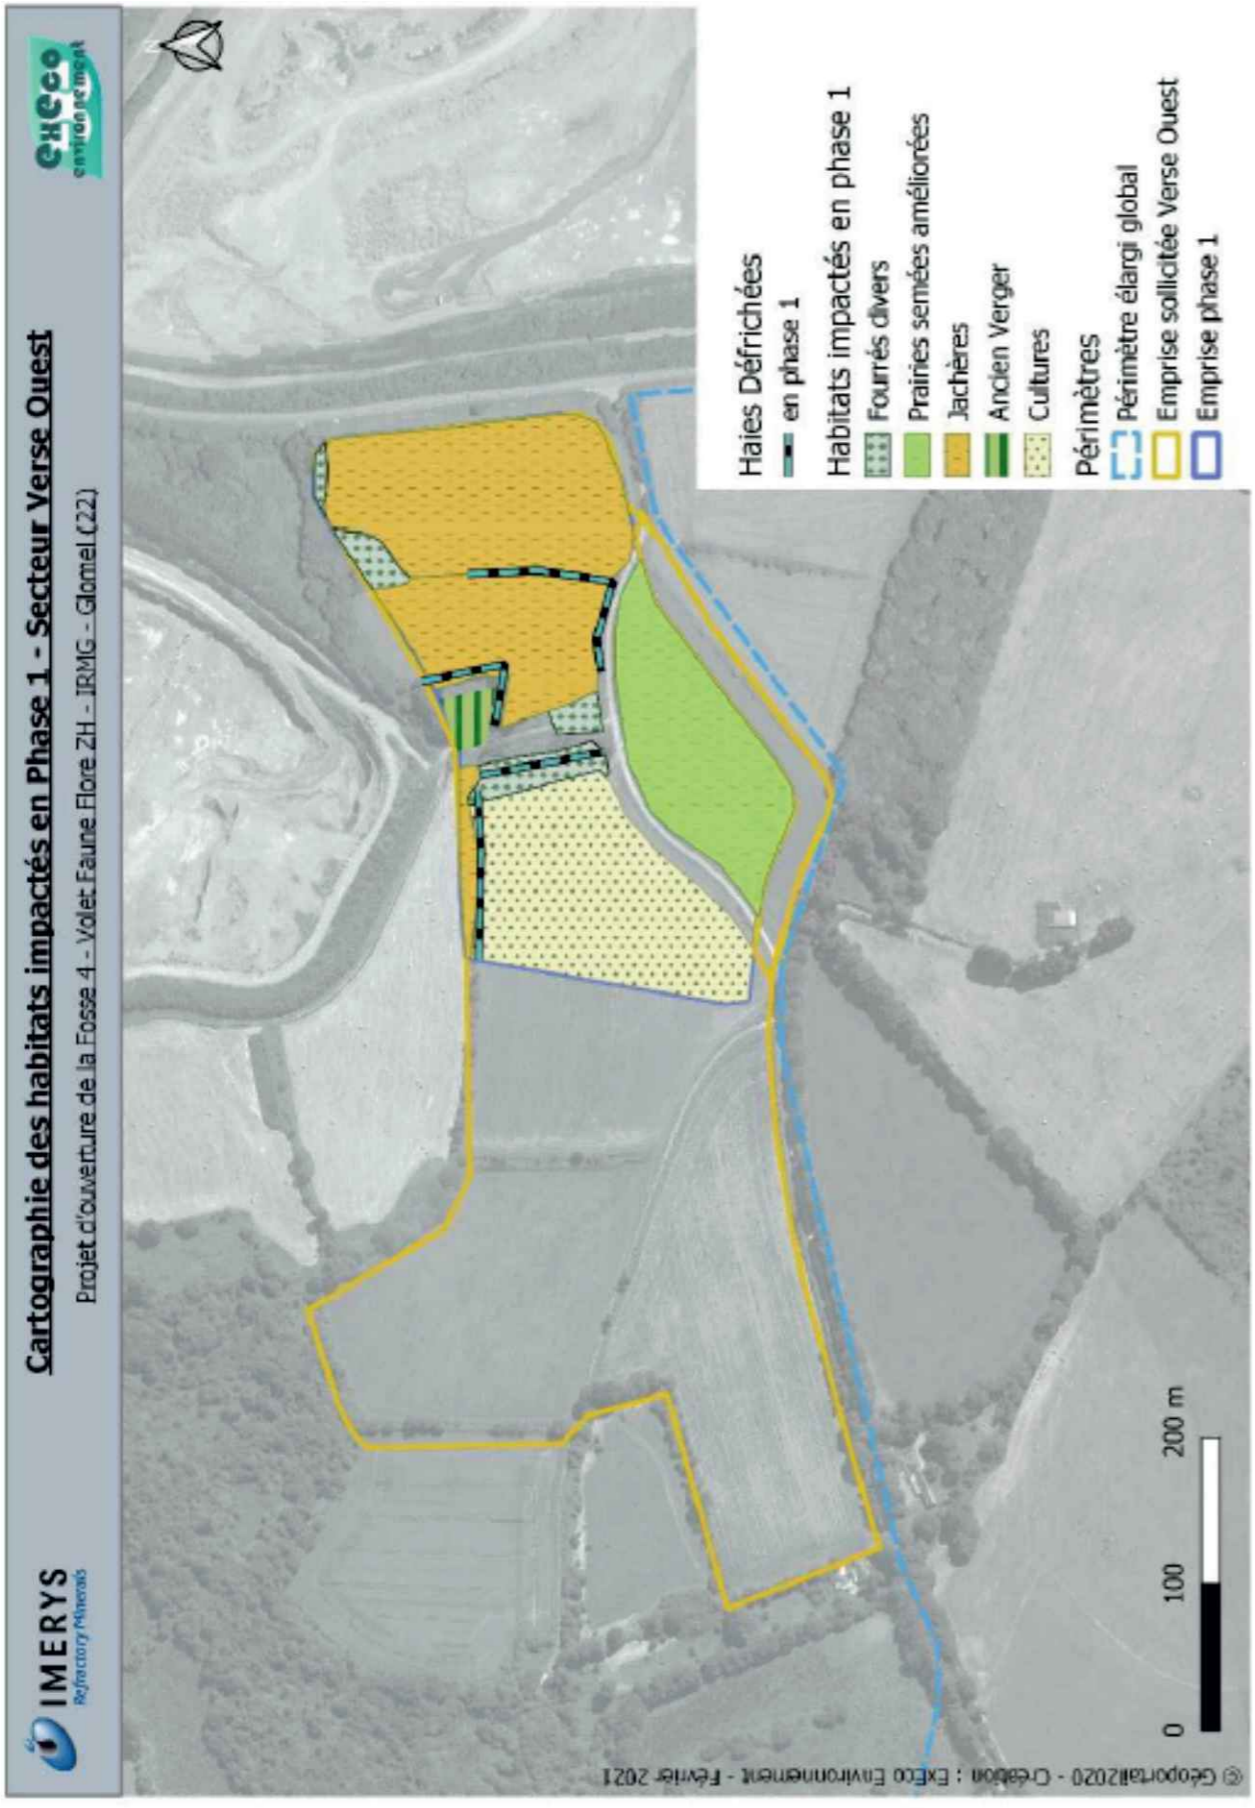 IMERYS
Refractory Minerals
Cartographie des habitats impactés en Phase 1 - Secteur Verse Ouest
Projet d'ouverture de la Fosse 4 - Volet Faune Flore ZH - IRMG - Glomel (22)
execo
environnement
N
Haies Défrichées
en phase 1
Habitats impactés en phase 1
Fourrés divers
Prairies semées améliorées
Jachères
Ancien Verger
Cultures
Périmètres
Périmètre élargi global
Emprise sollicitée Verse Ouest
Emprise phase 1
0 100 200 m
© Géoportail2020 - Création : ExEco Environnement - Février 2021